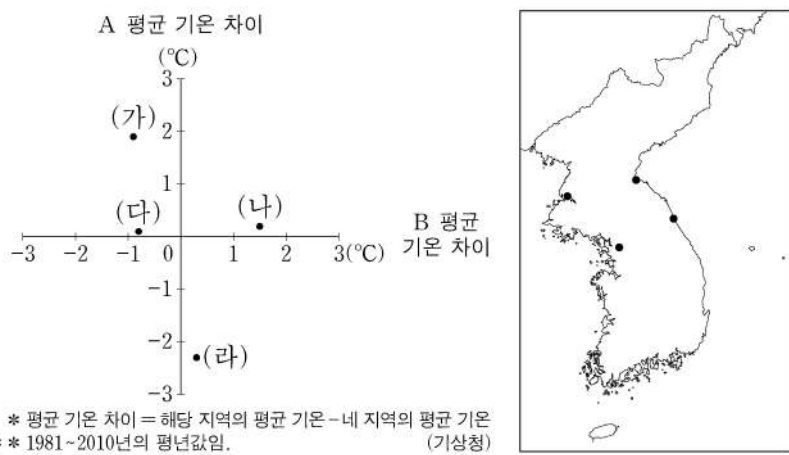 A 평균 기온 차이
(℃)
3
(가)
2
1
(다)
(나)
B 평균
기온 차이
-3 -2 -1 0 1 2 3(℃)
-1
-2
(라)
-3
* 평균 기온 차이 = 해당 지역의 평균 기온 - 네 지역의 평균 기온
* * 1981~2010년의 평년값임.
(기상청)